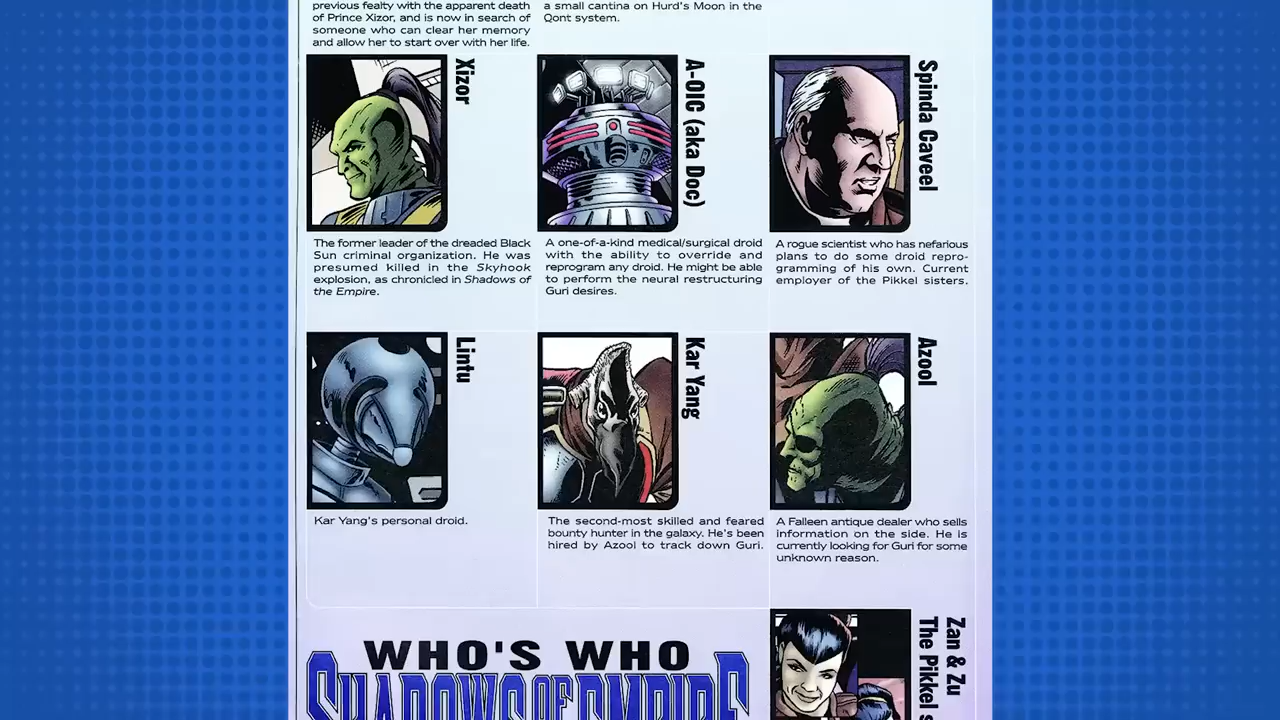 previous fealty with the apparent death
of Prince Xizor, and is now in search of
someone who can clear her memory
and allow her to start over with her life.
a small cantina on Hurd's Moon in the
Qont system.
Xizor
The former leader of the dreaded Black
Sun criminal organization. He was
presumed killed in the Skyhook
explosion, as chronicled in Shadows of
the Empire.
A-OIC (aka Doc)
A one-of-a-kind medical/surgical droid
with the ability to override and
reprogram any droid. He might be able
to perform the neural restructuring
Guri desires.
Spinda Caveel
A rogue scientist who has nefarious
plans to do some droid repro-
gramming of his own. Current
employer of the Pikkel sisters.
Lintu
Kar Yang's personal droid.
Kar Yang
The second-most skilled and feared
bounty hunter in the galaxy. He's been
hired by Azool to track down Guri.
Azool
A Falleen antique dealer who sells
information on the side. He is
currently looking for Guri for some
unknown reason.
WHO'S WHO
SHADOWS OF EMPIRE
Zan & Zu
The Pikkel s